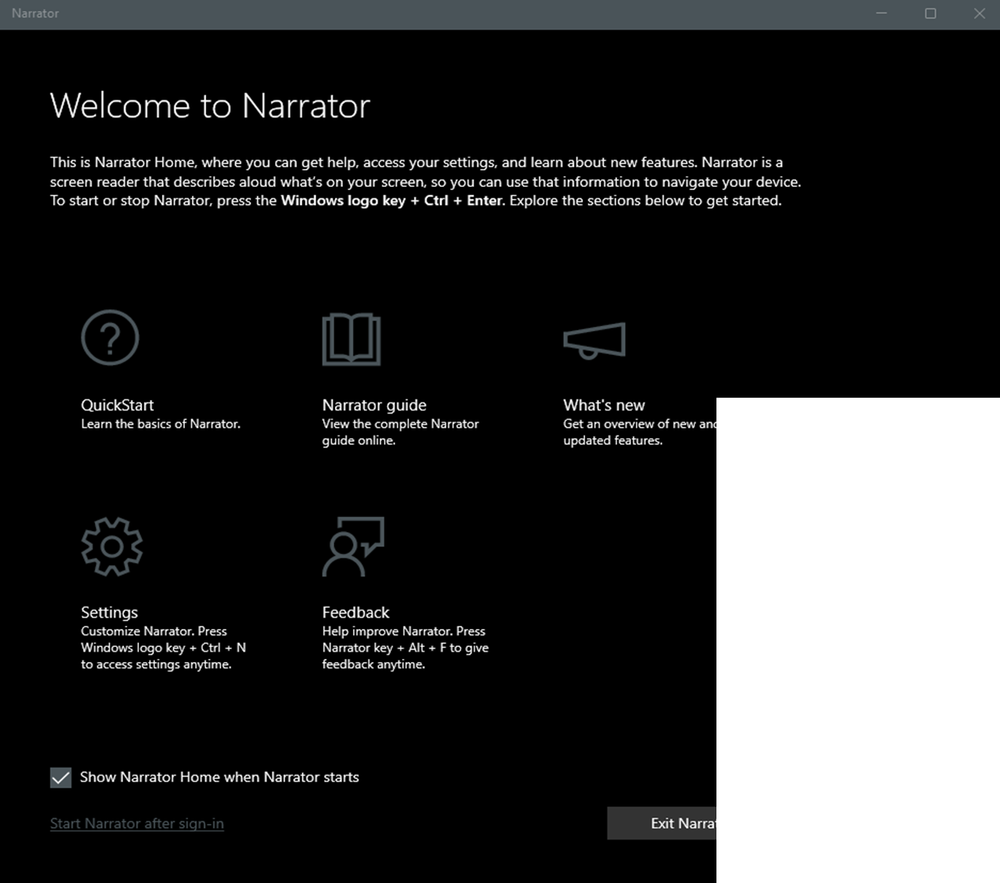 Narrator
Welcome to Narrator
This is Narrator Home, where you can get help, access your settings, and learn about new features. Narrator is a
screen reader that describes aloud what's on your screen, so you can use that information to navigate your device.
To start or stop Narrator, press the Windows logo key + Ctrl + Enter. Explore the sections below to get started.
QuickStart
Learn the basics of Narrator.
Narrator guide
View the complete Narrator
guide online.
What's new
Get an overview of new and
updated features.
Settings
Customize Narrator. Press
Windows logo key + Ctrl + N
to access settings anytime.
Feedback
Help improve Narrator. Press
Narrator key + Alt + F to give
feedback anytime.
Show Narrator Home when Narrator starts
Start Narrator after sign-in
Exit